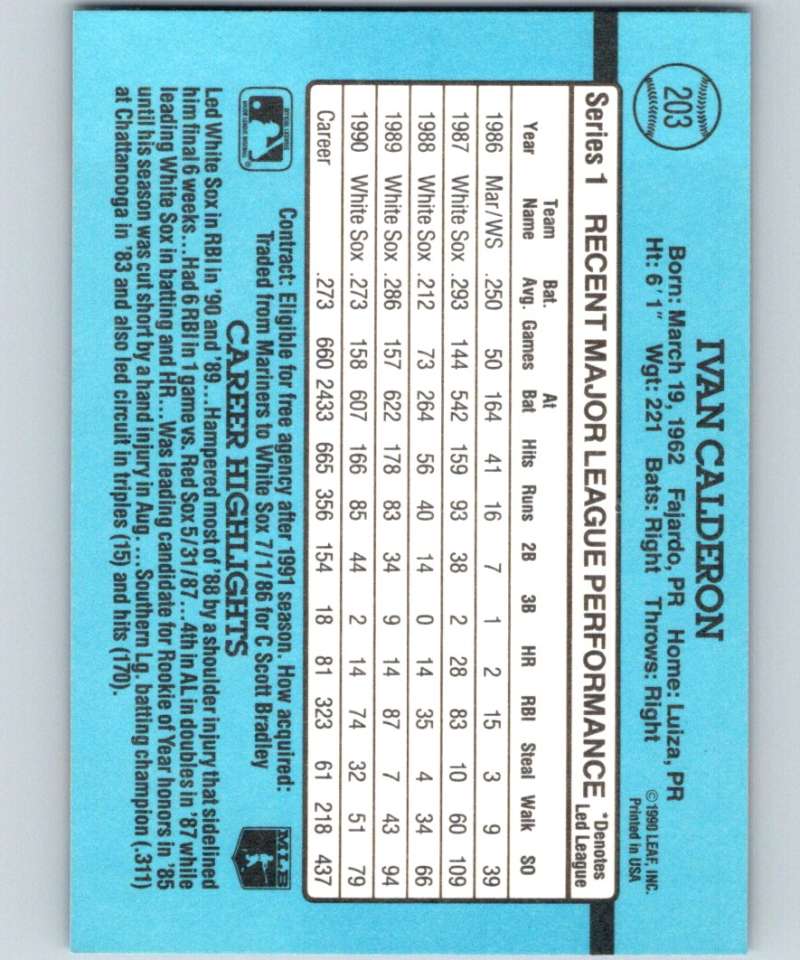 203
IVAN CALDERON
Born: March 19, 1962 Fajardo, PR Home: Luiza, PR
Ht: 6'1" Wgt: 221 Bats: Right Throws: Right
©1990 LEAF, INC.
Printed in USA
Series 1 RECENT MAJOR LEAGUE PERFORMANCE *Denotes Led League
Year Team Name Bat. Avg. Games At Bat Hits Runs 2B 3B HR RBI Steal Walk SO
1986 Mar/WS .250 50 164 41 16 7 1 2 15 3 9 39
1987 White Sox .293 144 542 159 93 38 2 28 83 10 60 109
1988 White Sox .212 73 264 56 40 14 0 14 35 4 34 66
1989 White Sox .286 157 622 178 83 34 9 14 87 7 43 94
1990 White Sox .273 158 607 166 85 44 2 14 74 32 51 79
Career .273 660 2433 665 356 154 18 81 323 61 218 437
Contract: Eligible for free agency after 1991 season. How acquired:
Traded from Mariners to White Sox 7/1/86 for C Scott Bradley
MLB
CAREER HIGHLIGHTS
Led White Sox in RBI in '90 and '89...Hampered most of '88 by a shoulder injury that sidelined
him final 6 weeks...Had 6 RBI in 1 game vs. Red Sox 5/31/87...4th in AL in doubles in '87 while
leading White Sox in batting and HR...Was leading candidate for Rookie of Year honors in '85
until his season was cut short by a hand injury in Aug. ...Southern Lg. batting champion (.311)
at Chattanooga in '83 and also led circuit in triples (15) and hits (170).